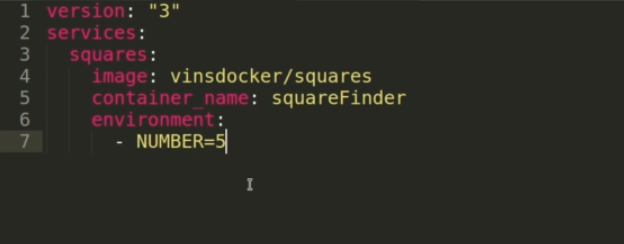 1 version: "3"
2 services:
3   squares:
4     image: vinsdocker/squares
5     container_name: squareFinder
6     environment:
7       - NUMBER=5